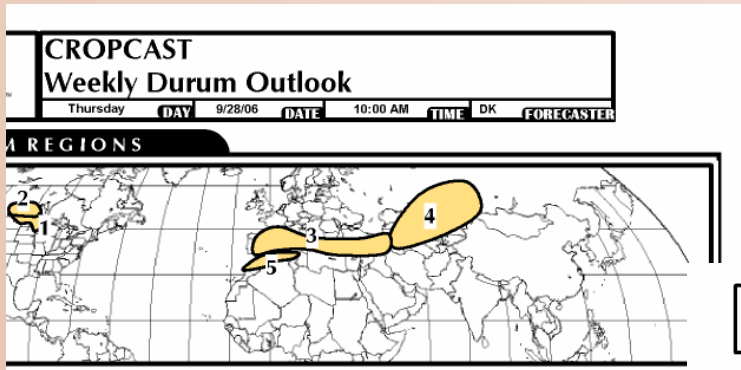 CROPCAST
Weekly Durum Outlook
Thursday DAY 9/28/06 DATE 10:00 AM TIME DK FORECASTER
M REGIONS
2
1
3
4
5